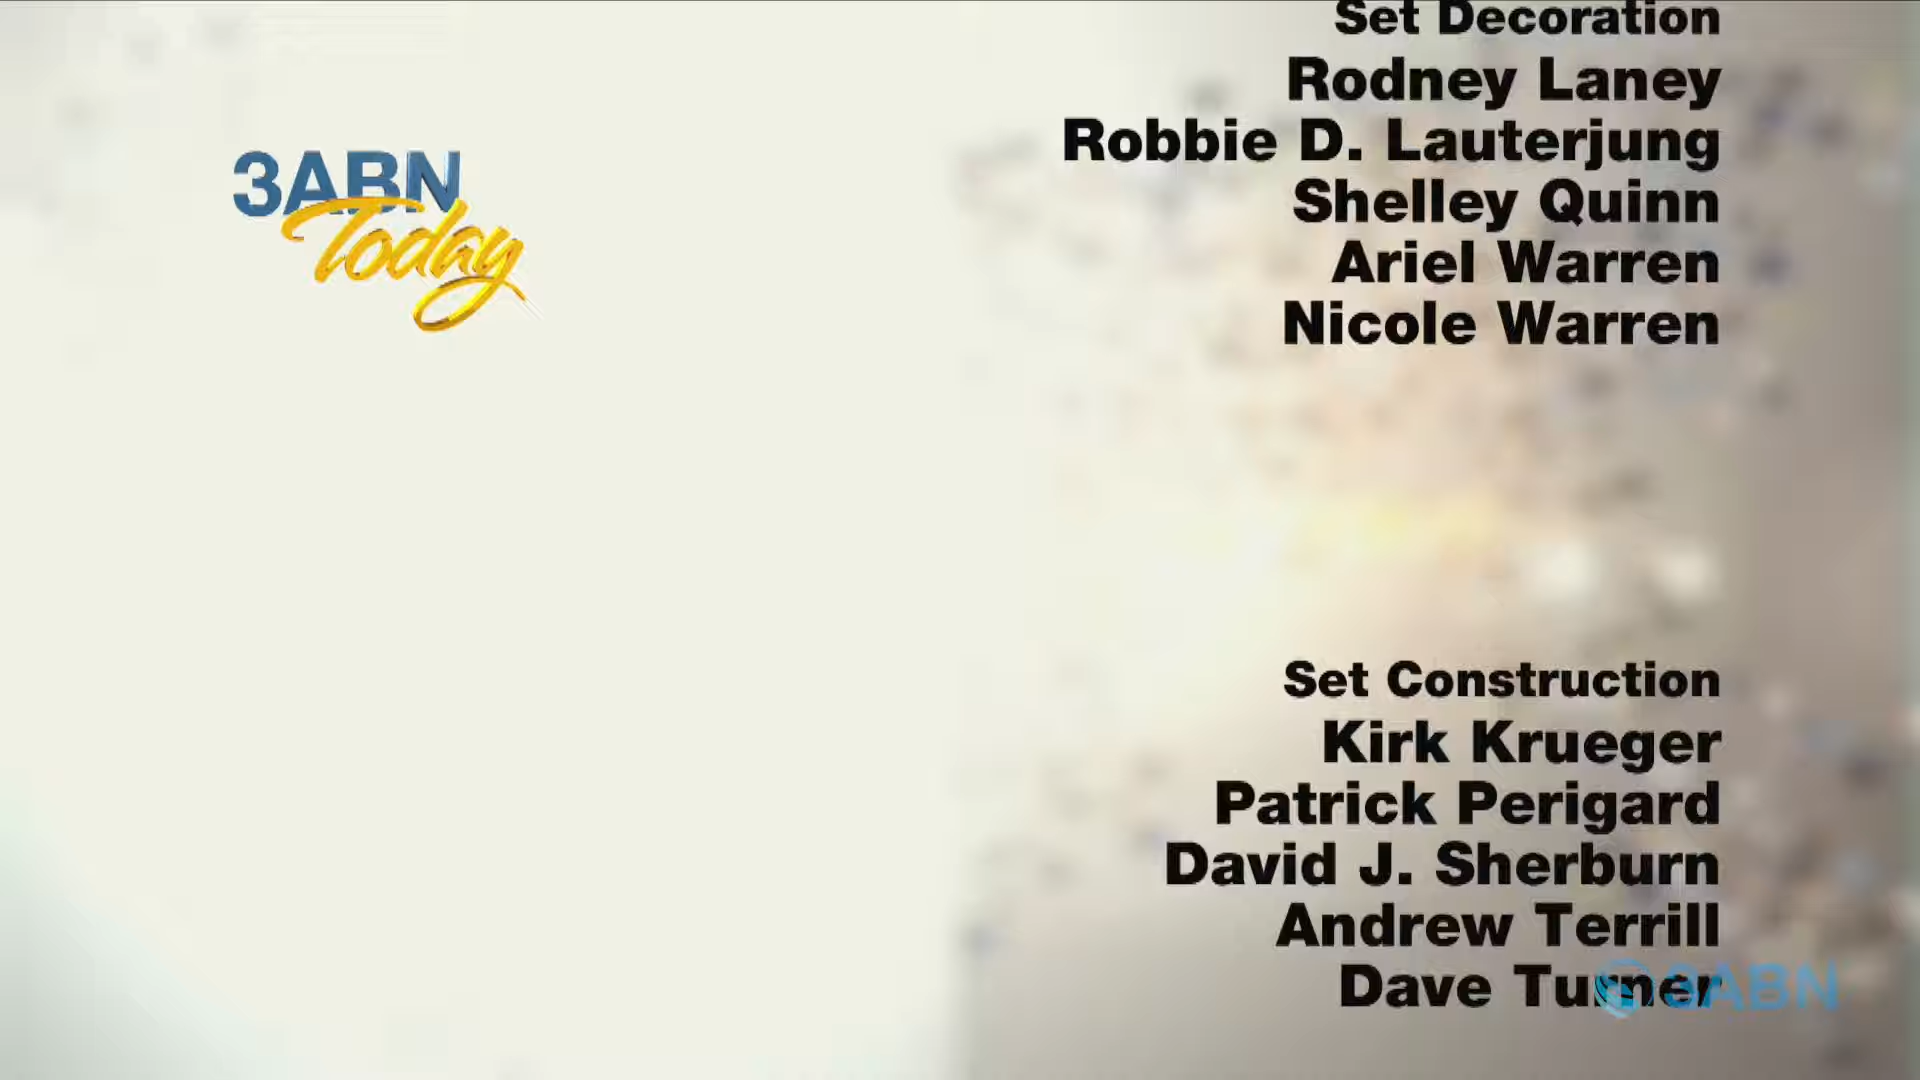 3ABN
Today
Set Decoration
Rodney Laney
Robbie D. Lauterjung
Shelley Quinn
Ariel Warren
Nicole Warren
Set Construction
Kirk Krueger
Patrick Perigard
David J. Sherburn
Andrew Terrill
Dave Turner
3ABN